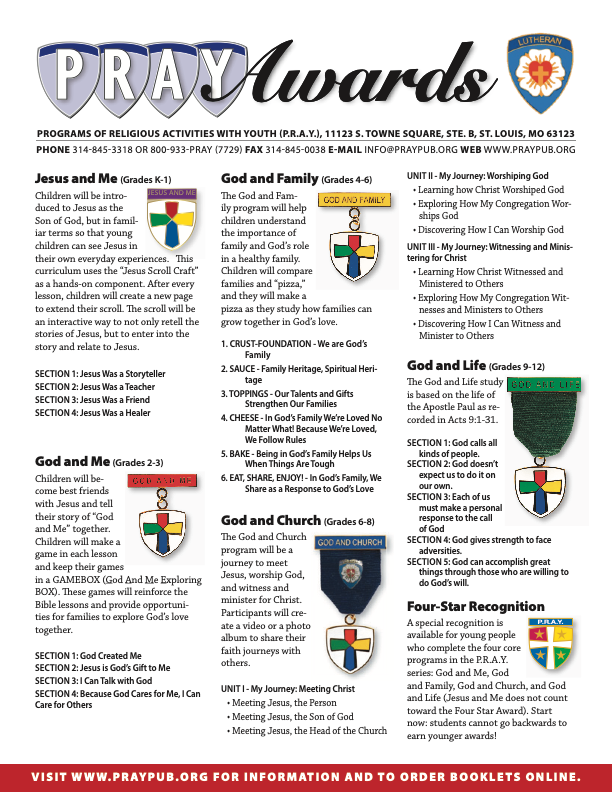 PRAY Awards
LUTHERAN
PROGRAMS OF RELIGIOUS ACTIVITIES WITH YOUTH (P.R.A.Y.), 11123 S. TOWNE SQUARE, STE. B, ST. LOUIS, MO 63123
PHONE 314-845-3318 OR 800-933-PRAY (7729) FAX 314-845-0038 E-MAIL INFO@PRAYPUB.ORG WEB WWW.PRAYPUB.ORG
Jesus and Me (Grades K-1)
JESUS AND ME
Children will be intro-
duced to Jesus as the
Son of God, but in famil-
iar terms so that young
children can see Jesus in
their own everyday experiences. This
curriculum uses the "Jesus Scroll Craft"
as a hands-on component. After every
lesson, children will create a new page
to extend their scroll. The scroll will be
an interactive way to not only retell the
stories of Jesus, but to enter into the
story and relate to Jesus.
SECTION 1: Jesus Was a Storyteller
SECTION 2: Jesus Was a Teacher
SECTION 3: Jesus Was a Friend
SECTION 4: Jesus Was a Healer
God and Me (Grades 2-3)
GOD AND ME
Children will be-
come best friends
with Jesus and tell
their story of "God
and Me" together.
Children will make a
game in each lesson
and keep their games
in a GAMEBOX (God And Me Exploring
BOX). These games will reinforce the
Bible lessons and provide opportuni-
ties for families to explore God's love
together.
SECTION 1: God Created Me
SECTION 2: Jesus is God's Gift to Me
SECTION 3: I Can Talk with God
SECTION 4: Because God Cares for Me, I Can
Care for Others
God and Family (Grades 4-6)
GOD AND FAMILY
The God and Fam-
ily program will help
children understand
the importance of
family and God's role
in a healthy family.
Children will compare
families and "pizza,"
and they will make a
pizza as they study how families can
grow together in God's love.
1. CRUST-FOUNDATION - We are God's
Family
2. SAUCE - Family Heritage, Spiritual Heri-
tage
3. TOPPINGS - Our Talents and Gifts
Strengthen Our Families
4. CHEESE - In God's Family We're Loved No
Matter What! Because We're Loved,
We Follow Rules
5. BAKE - Being in God's Family Helps Us
When Things Are Tough
6. EAT, SHARE, ENJOY! - In God's Family, We
Share as a Response to God's Love
God and Church (Grades 6-8)
GOD AND CHURCH
The God and Church
program will be a
journey to meet
Jesus, worship God,
and witness and
minister for Christ.
Participants will cre-
ate a video or a photo
album to share their
faith journeys with
others.
UNIT I - My Journey: Meeting Christ
• Meeting Jesus, the Person
• Meeting Jesus, the Son of God
• Meeting Jesus, the Head of the Church
UNIT II - My Journey: Worshiping God
• Learning how Christ Worshiped God
• Exploring How My Congregation Wor-
ships God
• Discovering How I Can Worship God
UNIT III - My Journey: Witnessing and Minis-
tering for Christ
• Learning How Christ Witnessed and
Ministered to Others
• Exploring How My Congregation Wit-
nesses and Ministers to Others
• Discovering How I Can Witness and
Minister to Others
God and Life (Grades 9-12)
GOD AND LIFE
The God and Life study
is based on the life of
the Apostle Paul as re-
corded in Acts 9:1-31.
SECTION 1: God calls all
kinds of people.
SECTION 2: God doesn't
expect us to do it on
our own.
SECTION 3: Each of us
must make a personal
response to the call
of God
SECTION 4: God gives strength to face
adversities.
SECTION 5: God can accomplish great
things through those who are willing to
do God's will.
Four-Star Recognition
P.R.A.Y.
A special recognition is
available for young people
who complete the four core
programs in the P.R.A.Y.
series: God and Me, God
and Family, God and Church, and God
and Life (Jesus and Me does not count
toward the Four Star Award). Start
now: students cannot go backwards to
earn younger awards!
VISIT WWW.PRAYPUB.ORG FOR INFORMATION AND TO ORDER BOOKLETS ONLINE.